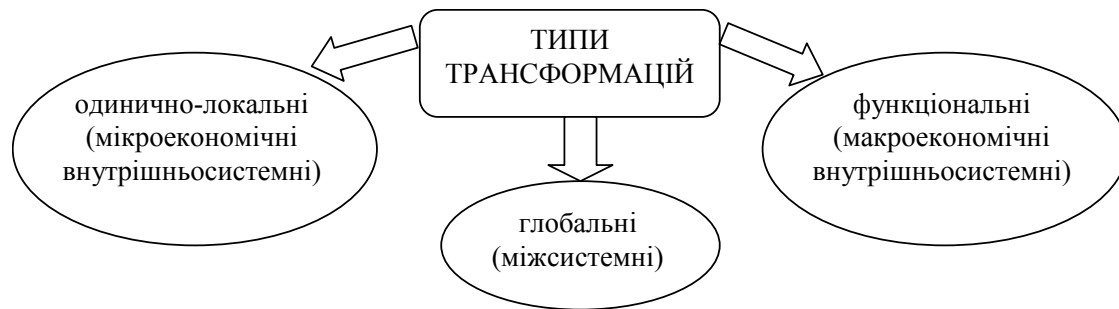 ТИПИ
ТРАНСФОРМАЦІЙ
одинично-локальні
(мікроекономічні
внутрішньосистемні)
функціональні
(макроекономічні
внутрішньосистемні)
глобальні
(міжсистемні)